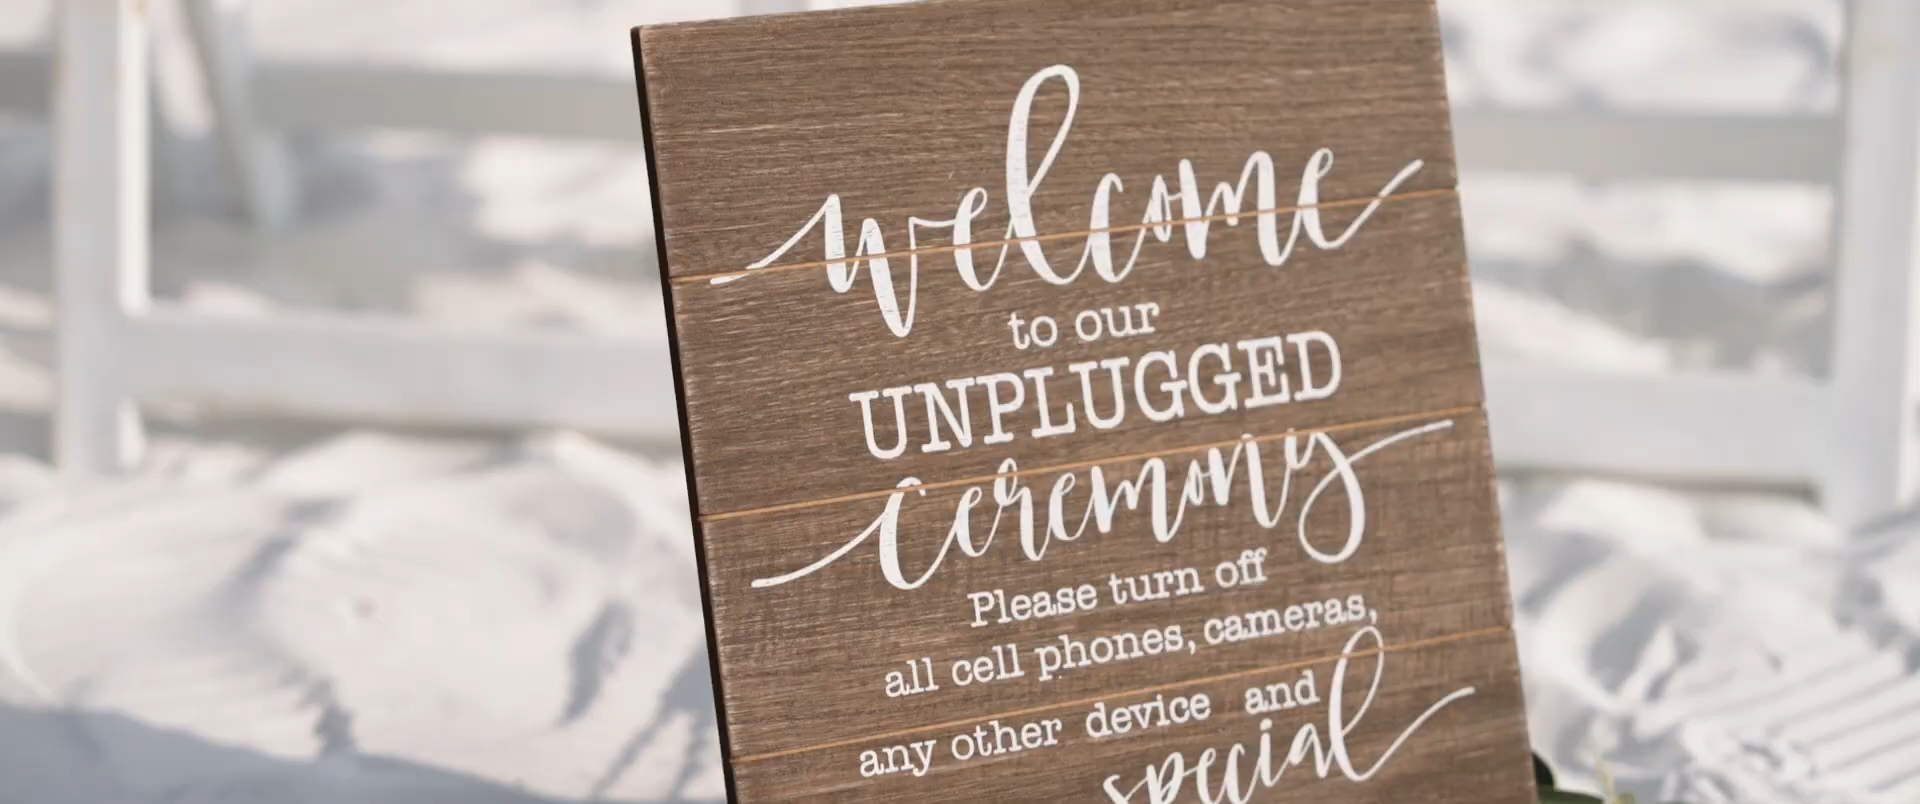 welcome
to our
UNPLUGGED
ceremony
Please turn off
all cell phones, cameras,
any other device and
special